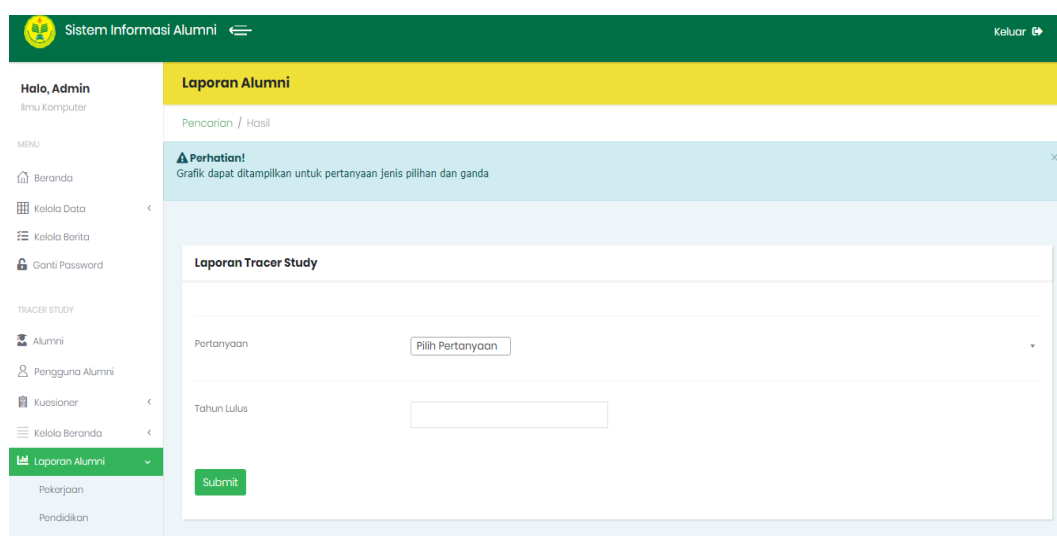 Sistem Informasi Alumni
Keluar
Halo, Admin
Ilmu Komputer
MENU
Beranda
Kelola Data
Kelola Berita
Ganti Password
TRACER STUDY
Alumni
Pengguna Alumni
Kuesioner
Kelola Beranda
Laporan Alumni
Pekerjaan
Pendidikan
Laporan Alumni
Pencarian / Hasil
Perhatian!
Grafik dapat ditampilkan untuk pertanyaan jenis pilihan dan ganda
Laporan Tracer Study
Pertanyaan
Pilih Pertanyaan
Tahun Lulus
Submit